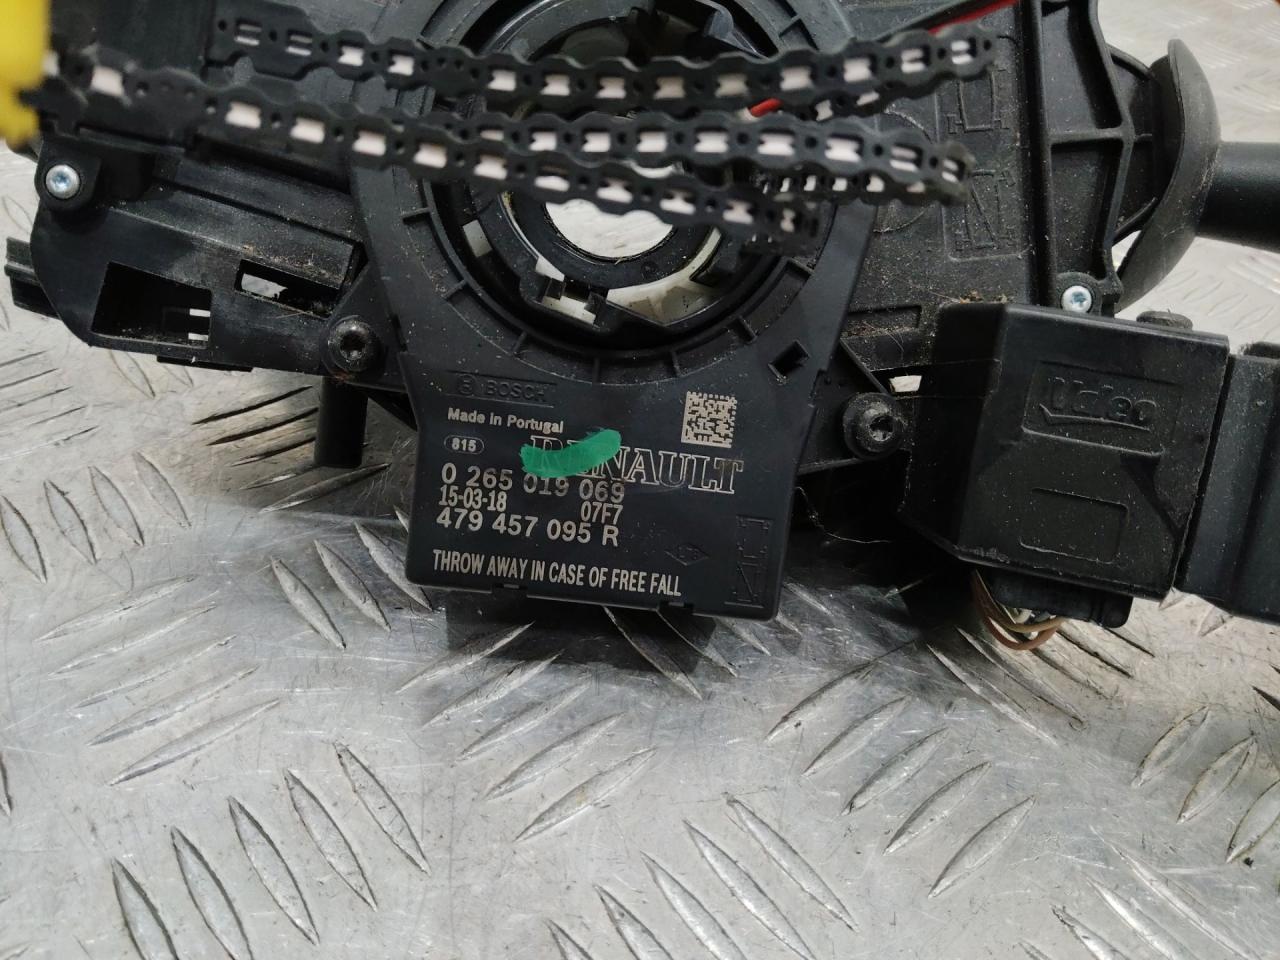 BOSCH
Made in Portugal
815
RENAULT
0 265 019 069
15-03-18 07F7
479 457 095 R
THROW AWAY IN CASE OF FREE FALL
Valeo